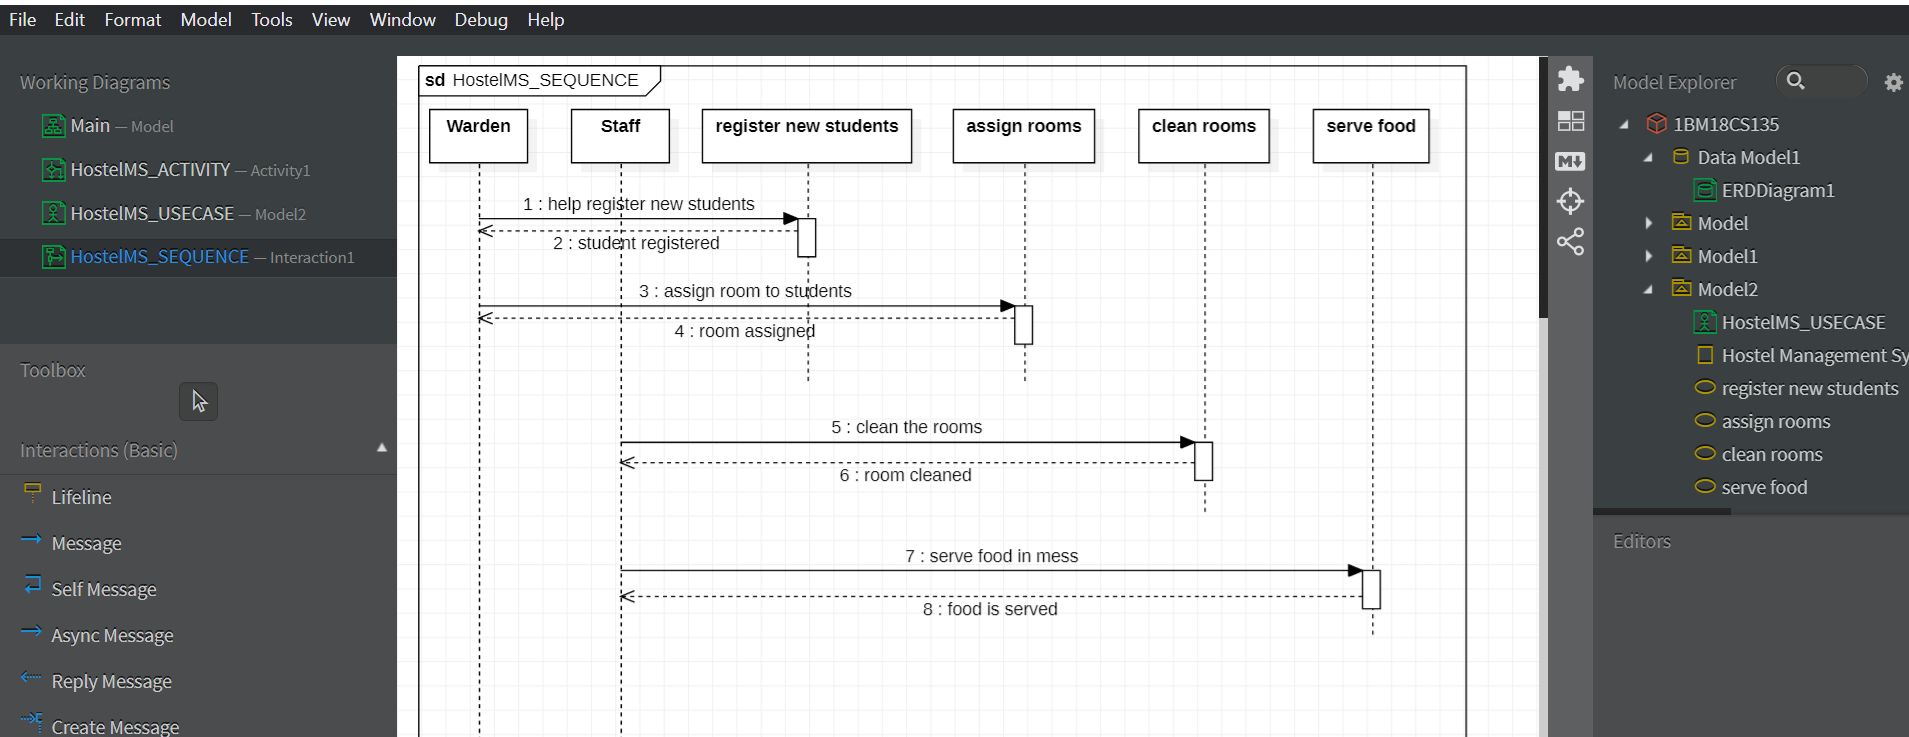 File Edit Format Model Tools View Window Debug Help
Working Diagrams
Main — Model
HostelMS_ACTIVITY — Activity1
HostelMS_USECASE — Model2
HostelMS_SEQUENCE — Interaction1
Toolbox
Interactions (Basic)
Lifeline
Message
Self Message
Async Message
Reply Message
Create Message
sd HostelMS_SEQUENCE
Warden
Staff
register new students
assign rooms
clean rooms
serve food
1 : help register new students
2 : student registered
3 : assign room to students
4 : room assigned
5 : clean the rooms
6 : room cleaned
7 : serve food in mess
8 : food is served
M
Model Explorer
1BM18CS135
Data Model1
ERDDiagram1
Model
Model1
Model2
HostelMS_USECASE
Hostel Management Sy
register new students
assign rooms
clean rooms
serve food
Editors